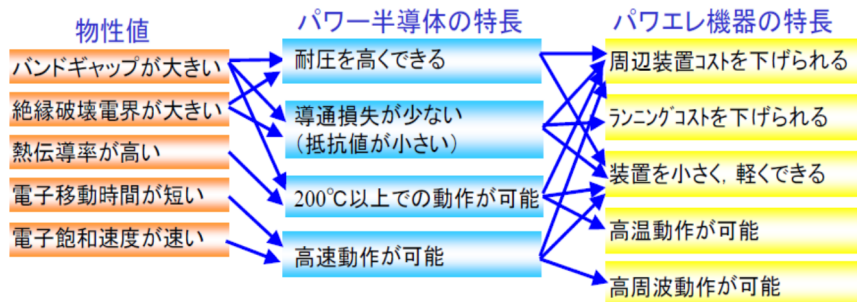 物性値
バンドギャップが大きい
絶縁破壊電界が大きい
熱伝導率が高い
電子移動時間が短い
電子飽和速度が速い
パワー半導体の特長
耐圧を高くできる
導通損失が少ない
(抵抗値が小さい)
200℃以上での動作が可能
高速動作が可能
パワエレ機器の特長
周辺装置コストを下げられる
ランニングコストを下げられる
装置を小さく，軽くできる
高温動作が可能
高周波動作が可能